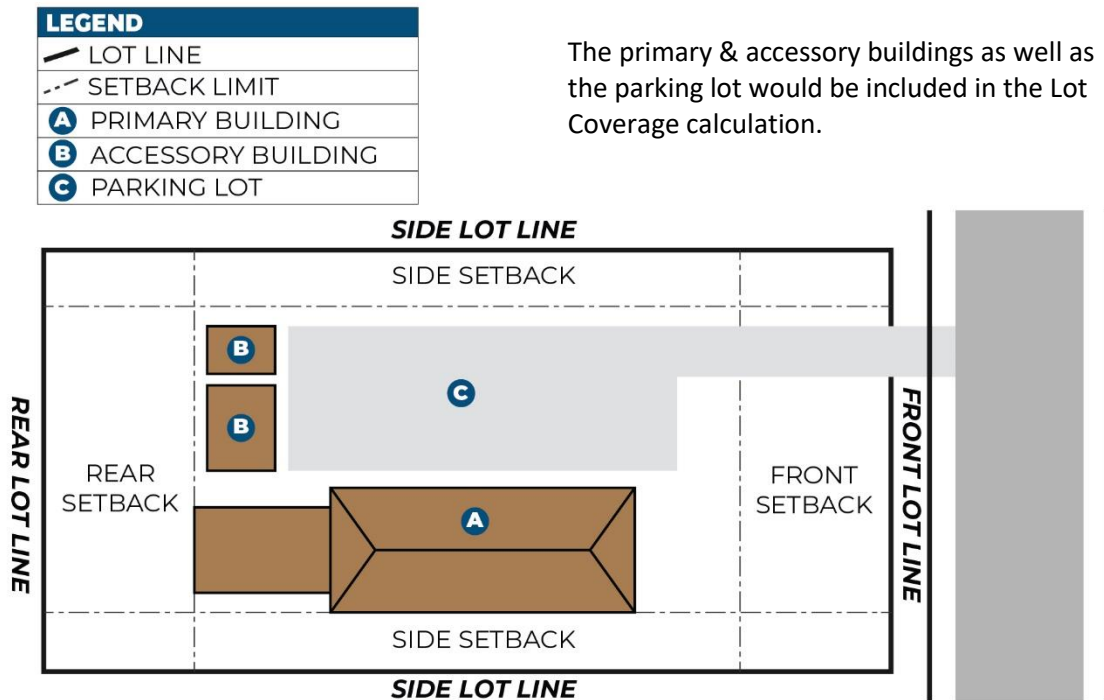 LEGEND
LOT LINE
SETBACK LIMIT
A PRIMARY BUILDING
B ACCESSORY BUILDING
C PARKING LOT
The primary & accessory buildings as well as
the parking lot would be included in the Lot
Coverage calculation.
SIDE LOT LINE
SIDE SETBACK
B
C
B
REAR LOT LINE
REAR
SETBACK
A
FRONT
SETBACK
FRONT LOT LINE
SIDE SETBACK
SIDE LOT LINE